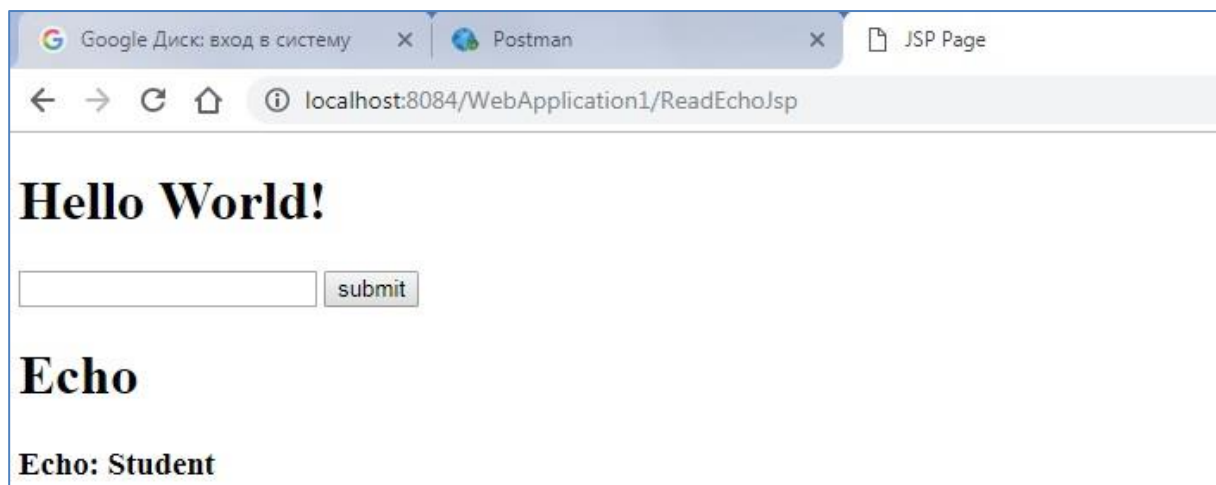 Google Диск: вход в систему
Postman
JSP Page
localhost:8084/WebApplication1/ReadEchoJsp
Hello World!
submit
Echo
Echo: Student